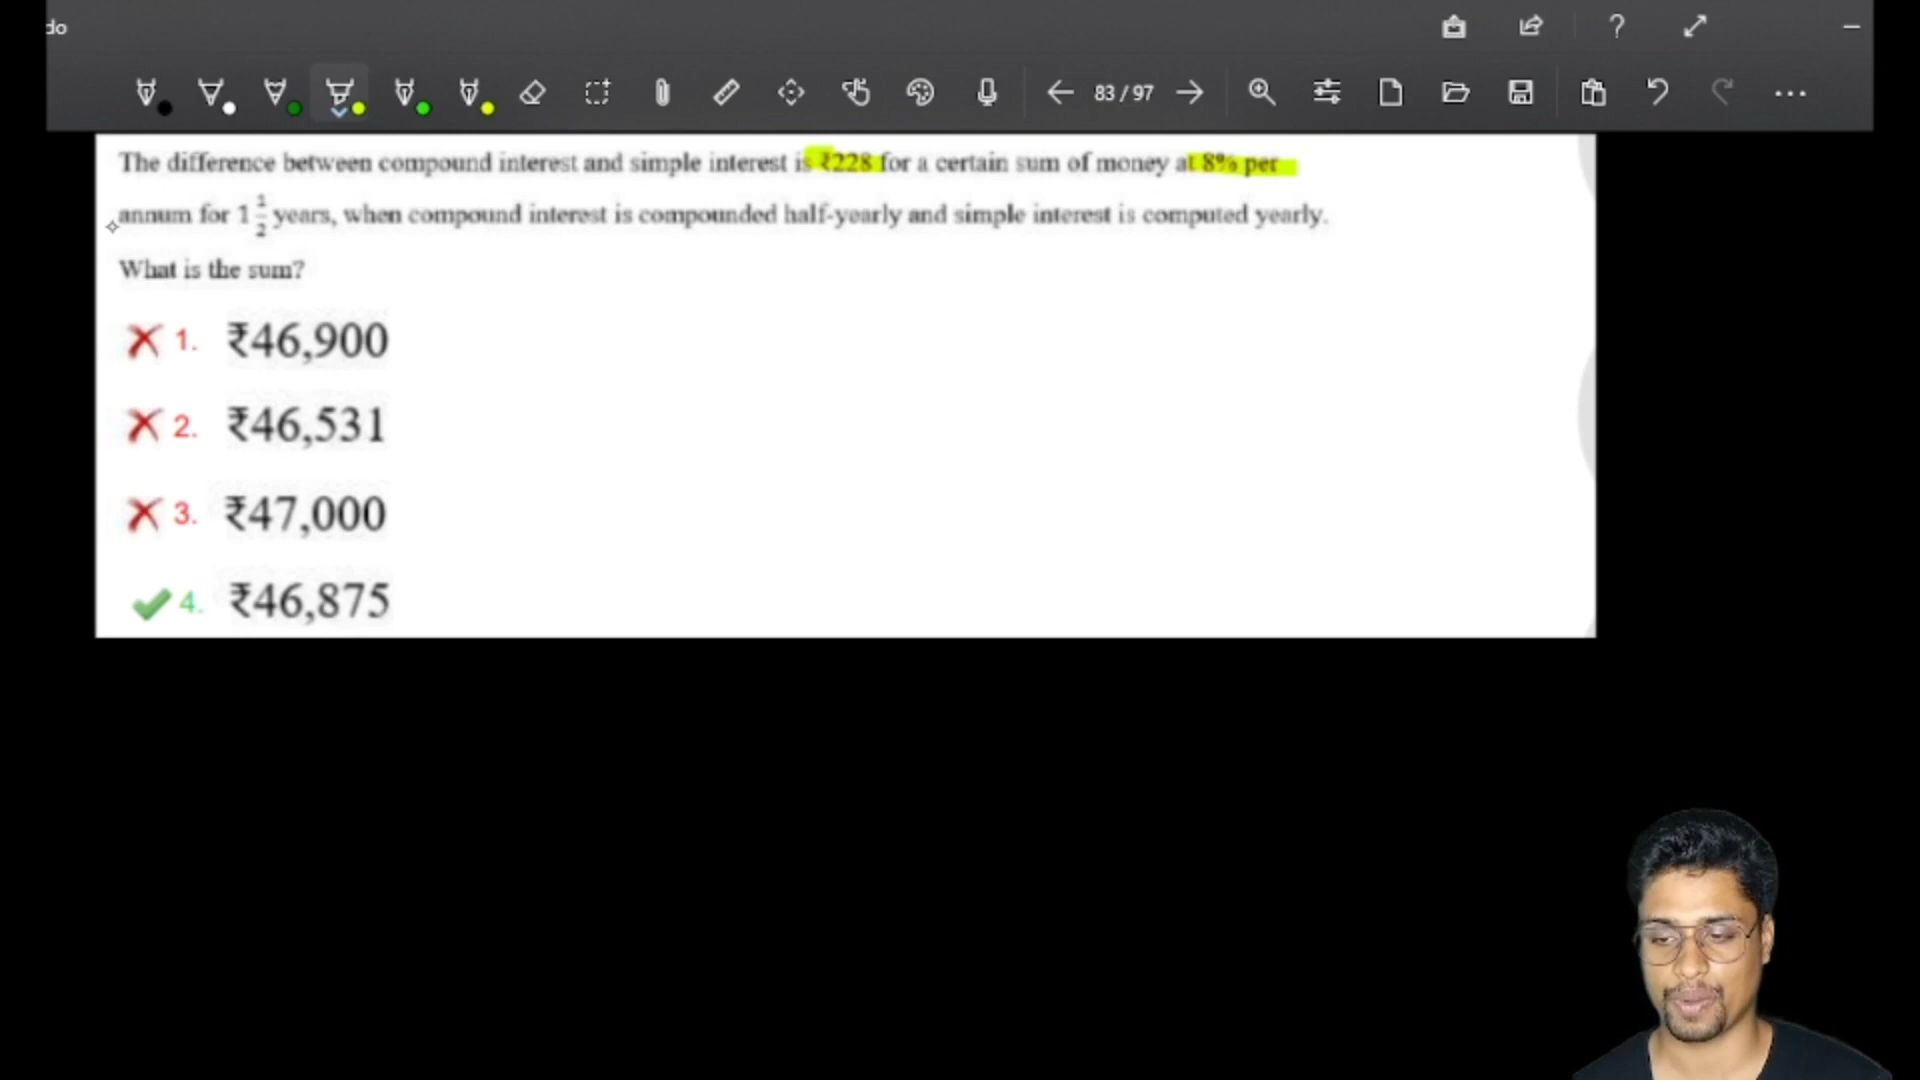 do
83 / 97
The difference between compound interest and simple interest is ₹228 for a certain sum of money at 8% per
annum for 1 1/2 years, when compound interest is compounded half-yearly and simple interest is computed yearly.
What is the sum?
1. ₹46,900
2. ₹46,531
3. ₹47,000
4. ₹46,875